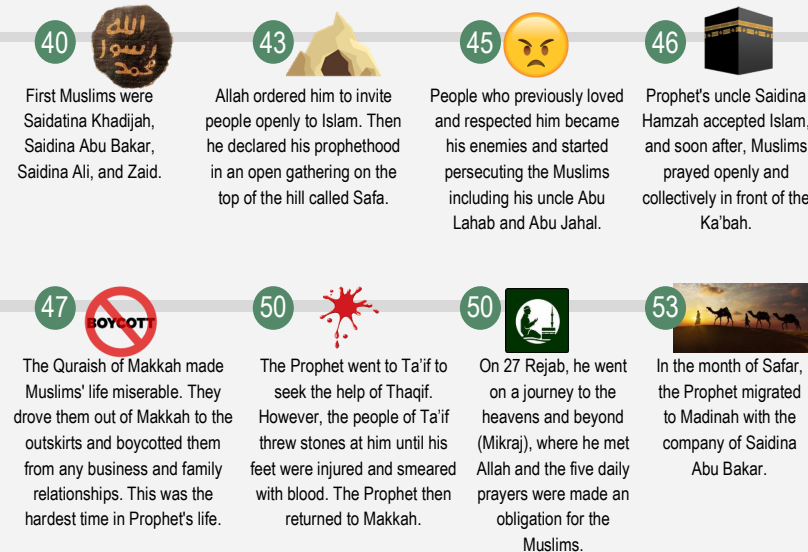 40
الله
رسول
محمد
First Muslims were
Saidatina Khadijah,
Saidina Abu Bakar,
Saidina Ali, and Zaid.
43
Allah ordered him to invite
people openly to Islam. Then
he declared his prophethood
in an open gathering on the
top of the hill called Safa.
45
People who previously loved
and respected him became
his enemies and started
persecuting the Muslims
including his uncle Abu
Lahab and Abu Jahal.
46
Prophet's uncle Saidina
Hamzah accepted Islam,
and soon after, Muslims
prayed openly and
collectively in front of the
Ka’bah.
47
BOYCOTT
The Quraish of Makkah made
Muslims' life miserable. They
drove them out of Makkah to the
outskirts and boycotted them
from any business and family
relationships. This was the
hardest time in Prophet's life.
50
The Prophet went to Ta’if to
seek the help of Thaqif.
However, the people of Ta’if
threw stones at him until his
feet were injured and smeared
with blood. The Prophet then
returned to Makkah.
50
On 27 Rejab, he went
on a journey to the
heavens and beyond
(Mikraj), where he met
Allah and the five daily
prayers were made an
obligation for the
Muslims.
53
In the month of Safar,
the Prophet migrated
to Madinah with the
company of Saidina
Abu Bakar.